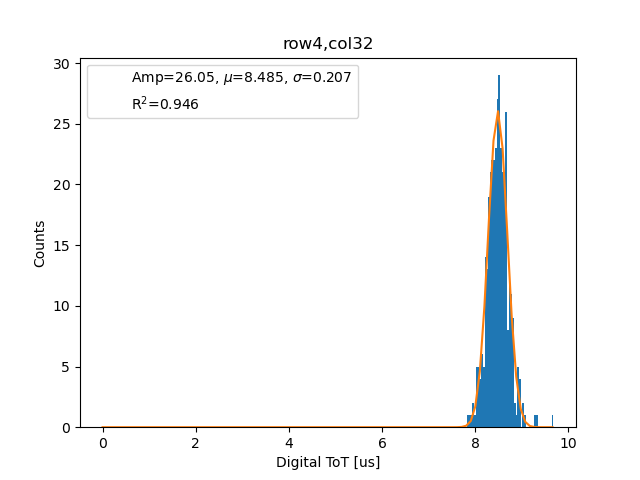 row4,col32
Amp=26.05, μ=8.485, σ=0.207
R²=0.946
Counts
30
25
20
15
10
5
0
0 2 4 6 8 10
Digital ToT [us]